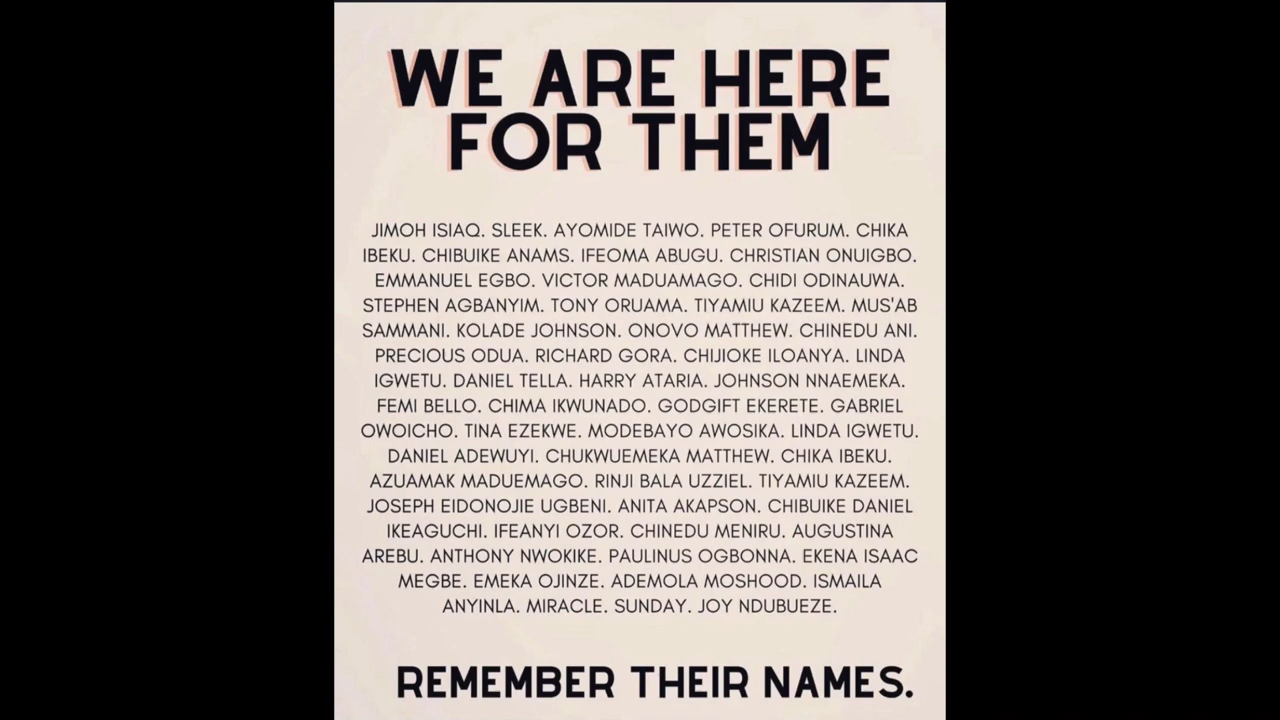 WE ARE HERE
FOR THEM
JIMOH ISIAQ. SLEEK. AYOMIDE TAIWO. PETER OFURUM. CHIKA
IBEKU. CHIBUIKE ANAMS. IFEOMA ABUGU. CHRISTIAN ONUIGBO.
EMMANUEL EGBO. VICTOR MADUAMAGO. CHIDI ODINAUWA.
STEPHEN AGBANYIM. TONY ORUAMA. TIYAMIU KAZEEM. MUS'AB
SAMMANI. KOLADE JOHNSON. ONOVO MATTHEW. CHINEDU ANI.
PRECIOUS ODUA. RICHARD GORA. CHIJIOKE ILOANYA. LINDA
IGWETU. DANIEL TELLA. HARRY ATARIA. JOHNSON NNAEMEKA.
FEMI BELLO. CHIMA IKWUNADO. GODGIFT EKERETE. GABRIEL
OWOICHO. TINA EZEKWE. MODEBAYO AWOSIKA. LINDA IGWETU.
DANIEL ADEWUYI. CHUKWUEMEKA MATTHEW. CHIKA IBEKU.
AZUAMAK MADUEMAGO. RINJI BALA UZZIEL. TIYAMIU KAZEEM.
JOSEPH EIDONOJIE UGBENI. ANITA AKAPSON. CHIBUIKE DANIEL
IKEAGUCHI. IFEANYI OZOR. CHINEDU MENIRU. AUGUSTINA
AREBU. ANTHONY NWOKIKE. PAULINUS OGBONNA. EKENA ISAAC
MEGBE. EMEKA OJINZE. ADEMOLA MOSHOOD. ISMAILA
ANYINLA. MIRACLE. SUNDAY. JOY NDUBUEZE.
REMEMBER THEIR NAMES.